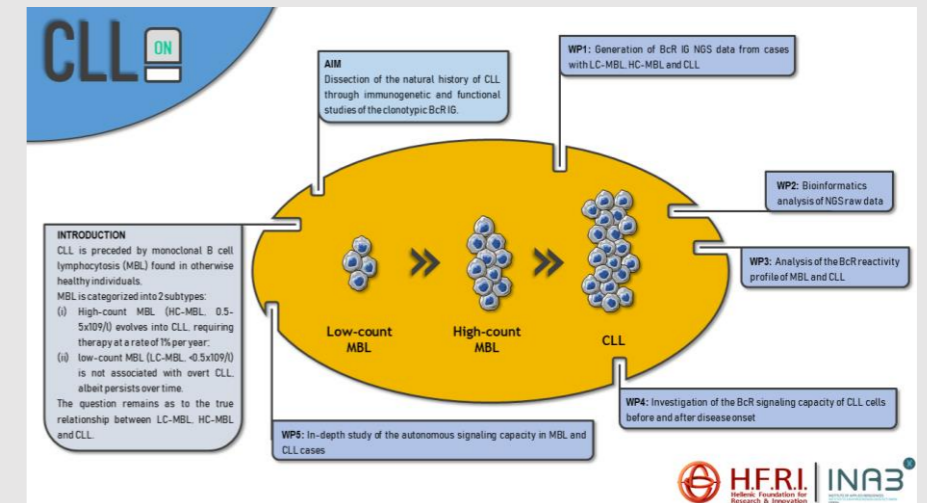 CLL ON
AIM
Dissection of the natural history of CLL
through immunogenetic and functional
studies of the clonotypic BcR IG.
WP1: Generation of BcR IG NGS data from cases
with LC-MBL, HC-MBL and CLL
WP2: Bioinformatics
analysis of NGS raw data
INTRODUCTION
CLL is preceded by monoclonal B cell
lymphocytosis (MBL) found in otherwise
healthy individuals.
MBL is categorized into 2 subtypes:
(i) High-count MBL (HC-MBL, 0.5-
5x109/l) evolves into CLL, requiring
therapy at a rate of 1% per year;
(ii) low-count MBL (LC-MBL, <0.5x109/l)
is not associated with overt CLL,
albeit persists over time.
The question remains as to the true
relationship between LC-MBL, HC-MBL
and CLL.
WP3: Analysis of the BcR reactivity
profile of MBL and CLL
Low-count
MBL
High-count
MBL
CLL
WP4: Investigation of the BcR signaling capacity of CLL cells
before and after disease onset
WP5: In-depth study of the autonomous signaling capacity in MBL and
CLL cases
H.F.R.I.
Hellenic Foundation for
Research & Innovation
INAB